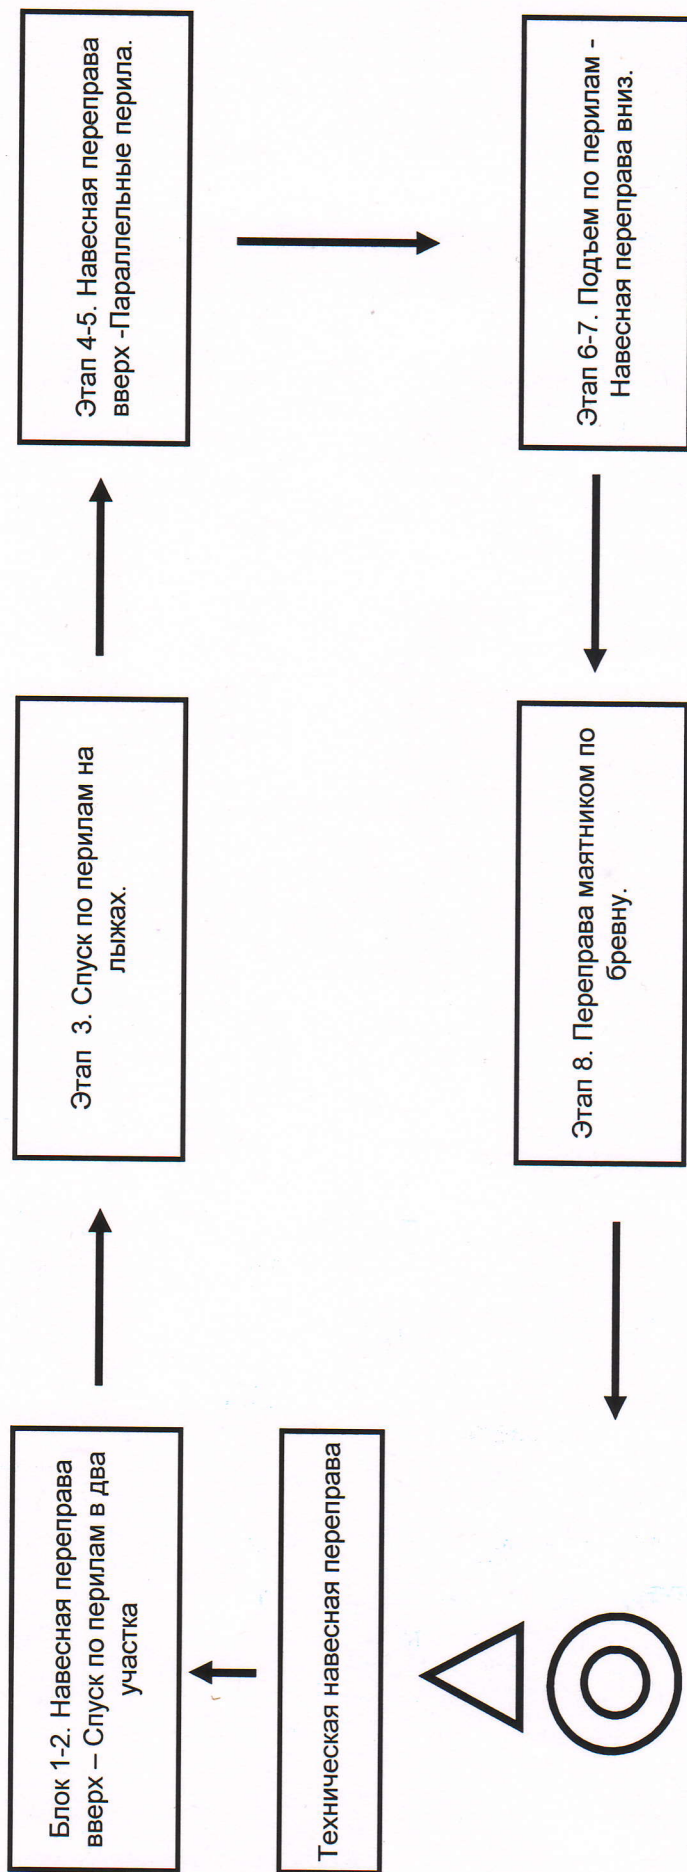 Блок 1-2. Навесная переправа
вверх – Спуск по перилам в два
участка
Этап 3. Спуск по перилам на
лыжах.
Этап 4-5. Навесная переправа
вверх -Параллельные перила.
Техническая навесная переправа
Этап 8. Переправа маятником по
бревну.
Этап 6-7. Подъем по перилам -
Навесная переправа вниз.